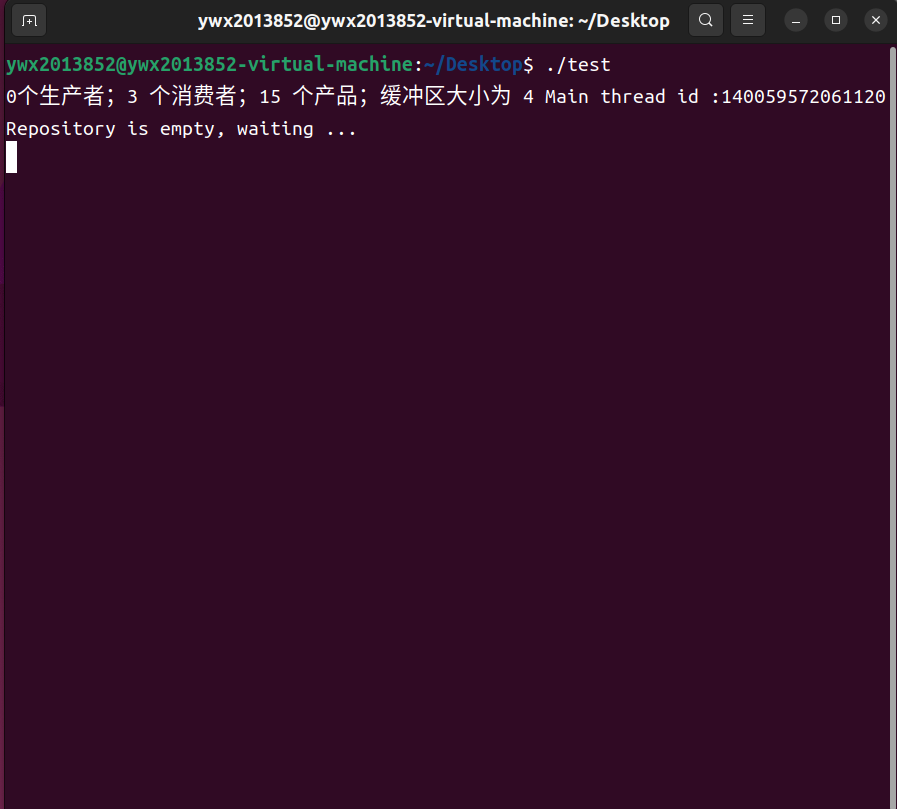 ywx2013852@ywx2013852-virtual-machine: ~/Desktop
ywx2013852@ywx2013852-virtual-machine:~/Desktop$ ./test
0个生产者；3 个消费者；15 个产品；缓冲区大小为 4 Main thread id :140059572061120
Repository is empty, waiting ...